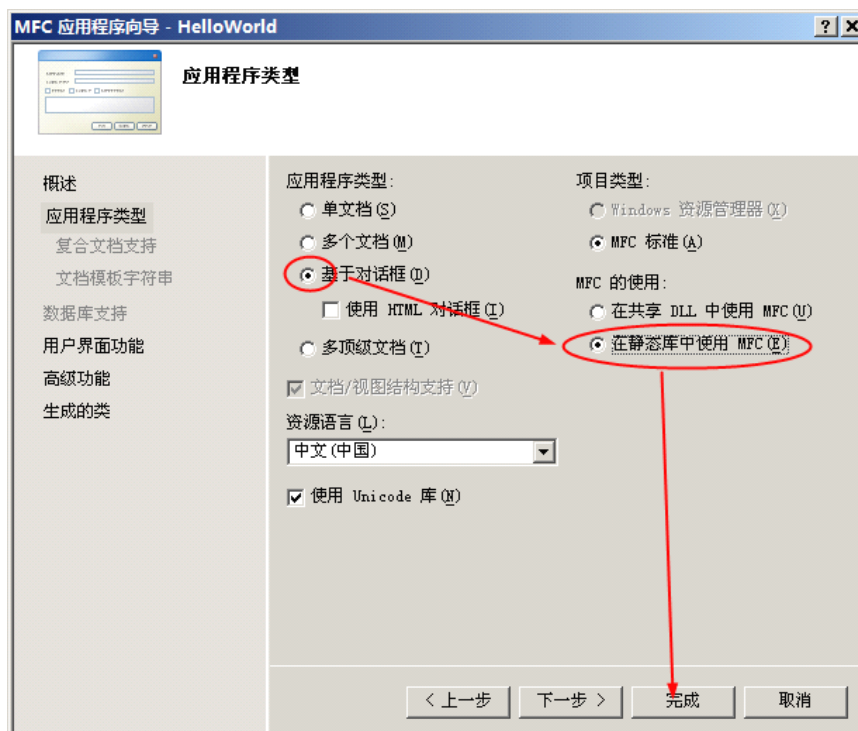 MFC 应用程序向导 - HelloWorld
应用程序类型
概述
应用程序类型
复合文档支持
文档模板字符串
数据库支持
用户界面功能
高级功能
生成的类
应用程序类型:
单文档(S)
多个文档(M)
基于对话框(D)
使用 HTML 对话框(I)
多顶级文档(T)
文档/视图结构支持(V)
资源语言(L):
中文(中国)
使用 Unicode 库(N)
项目类型:
Windows 资源管理器(X)
MFC 标准(A)
MFC 的使用:
在共享 DLL 中使用 MFC(U)
在静态库中使用 MFC(E)
< 上一步
下一步 >
完成
取消